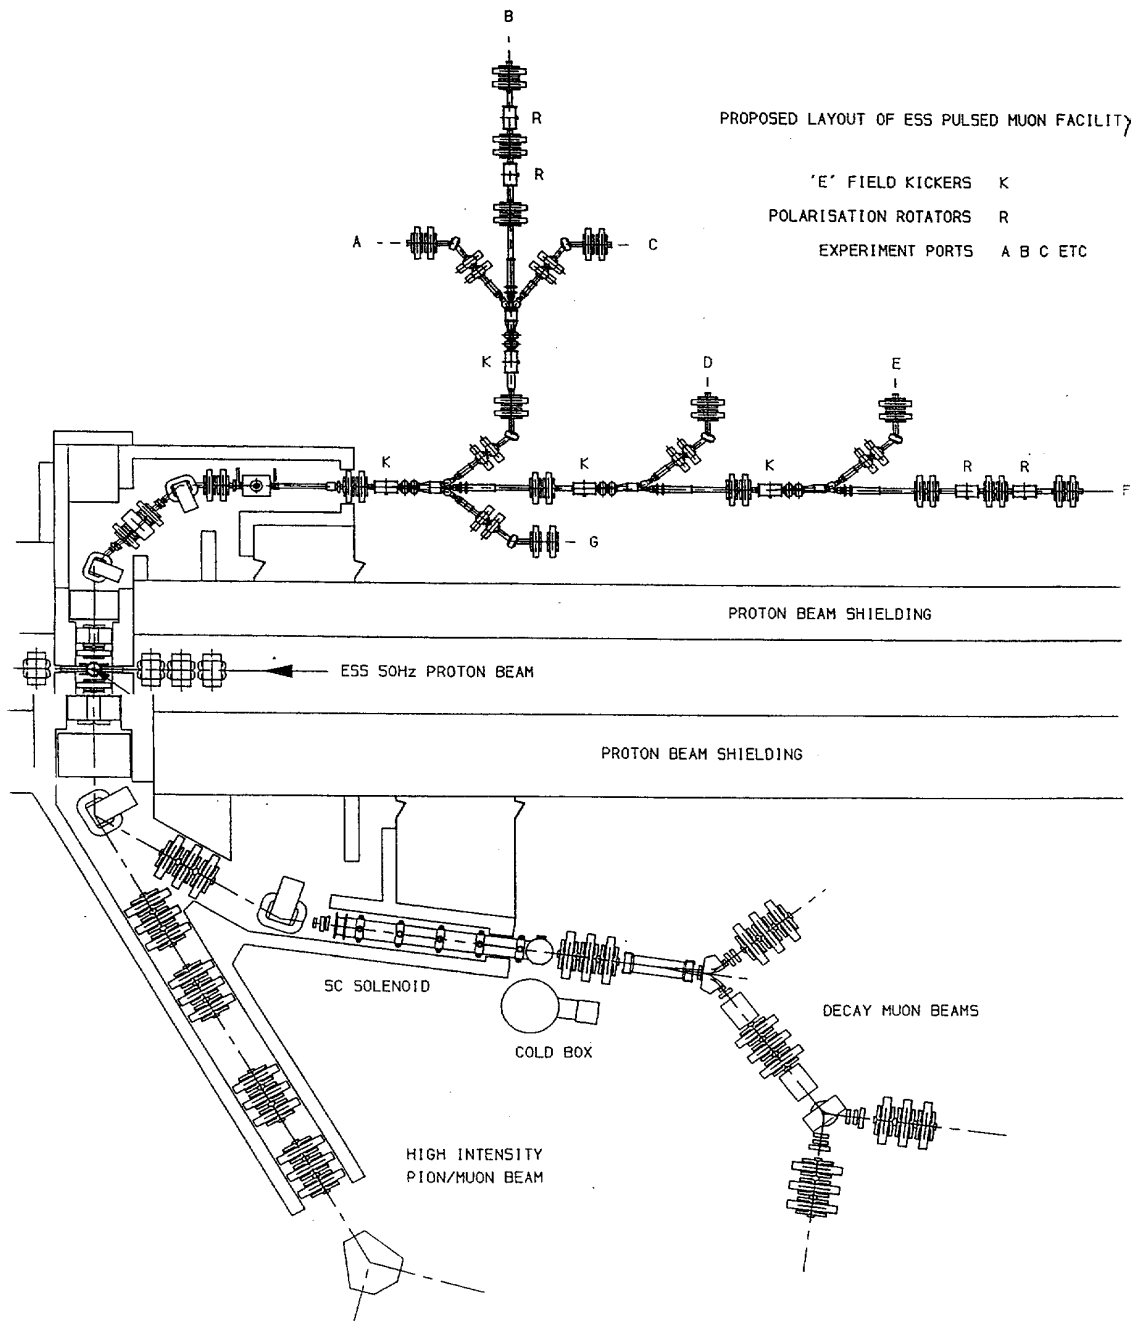 B
PROPOSED LAYOUT OF ESS PULSED MUON FACILITY
R
R
'E' FIELD KICKERS K
POLARISATION ROTATORS R
EXPERIMENT PORTS A B C ETC
A
C
K
D
E
K
K
K
R
R
F
G
PROTON BEAM SHIELDING
ESS 50Hz PROTON BEAM
PROTON BEAM SHIELDING
SC SOLENOID
COLD BOX
DECAY MUON BEAMS
HIGH INTENSITY
PION/MUON BEAM